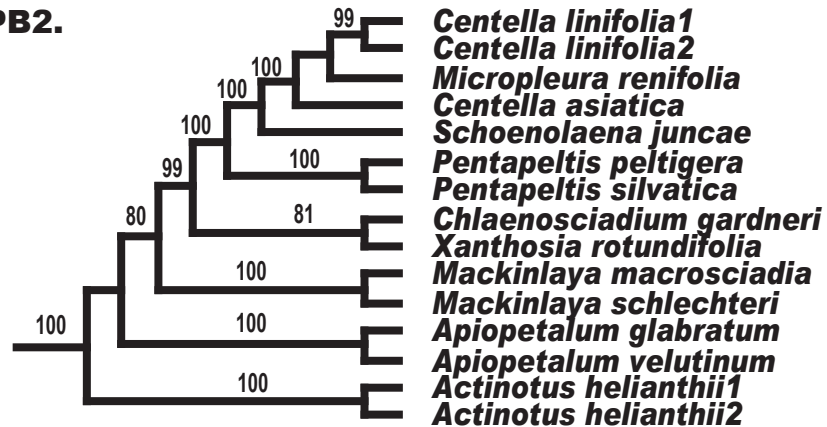 PB2.
99 Centella linifolia1
Centella linifolia2
100 Micropleura renifolia
100 Centella asiatica
100 Schoenolaena juncae
99 100 Pentapeltis peltigera
Pentapeltis silvatica
80 81 Chlaenosciadium gardneri
Xanthosia rotundifolia
100 Mackinlaya macrosciadia
Mackinlaya schlechteri
100 100 Apiopetalum glabratum
Apiopetalum velutinum
100 Actinotus helianthii1
Actinotus helianthii2